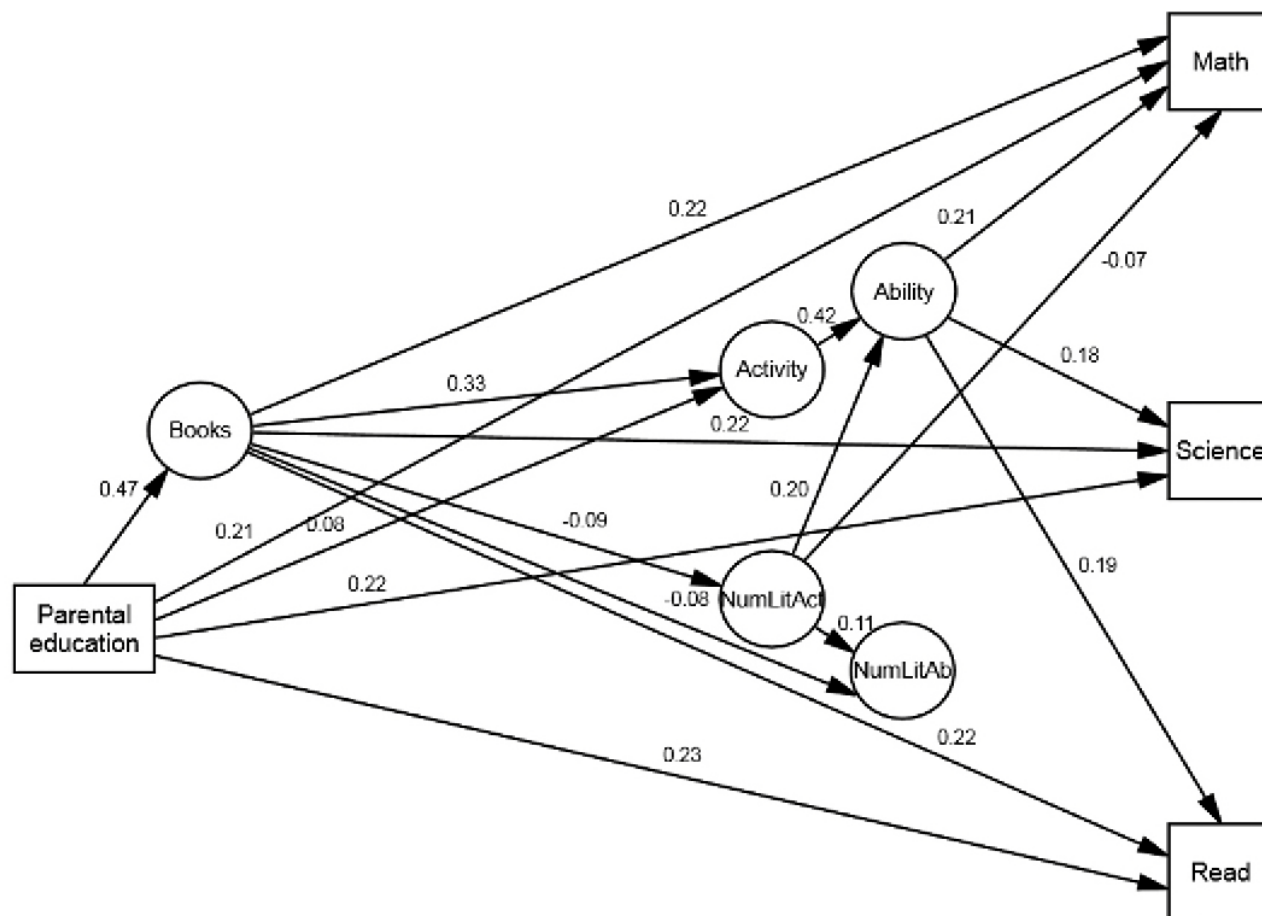 Math
0.22
0.21
-0.07
Ability
0.42
0.18
Activity
0.33
Books
0.22
Science
0.47
0.20
0.21
0.08
-0.09
0.19
0.22
-0.08
NumLitAct
Parental
education
0.11
NumLitAb
0.22
0.23
Read